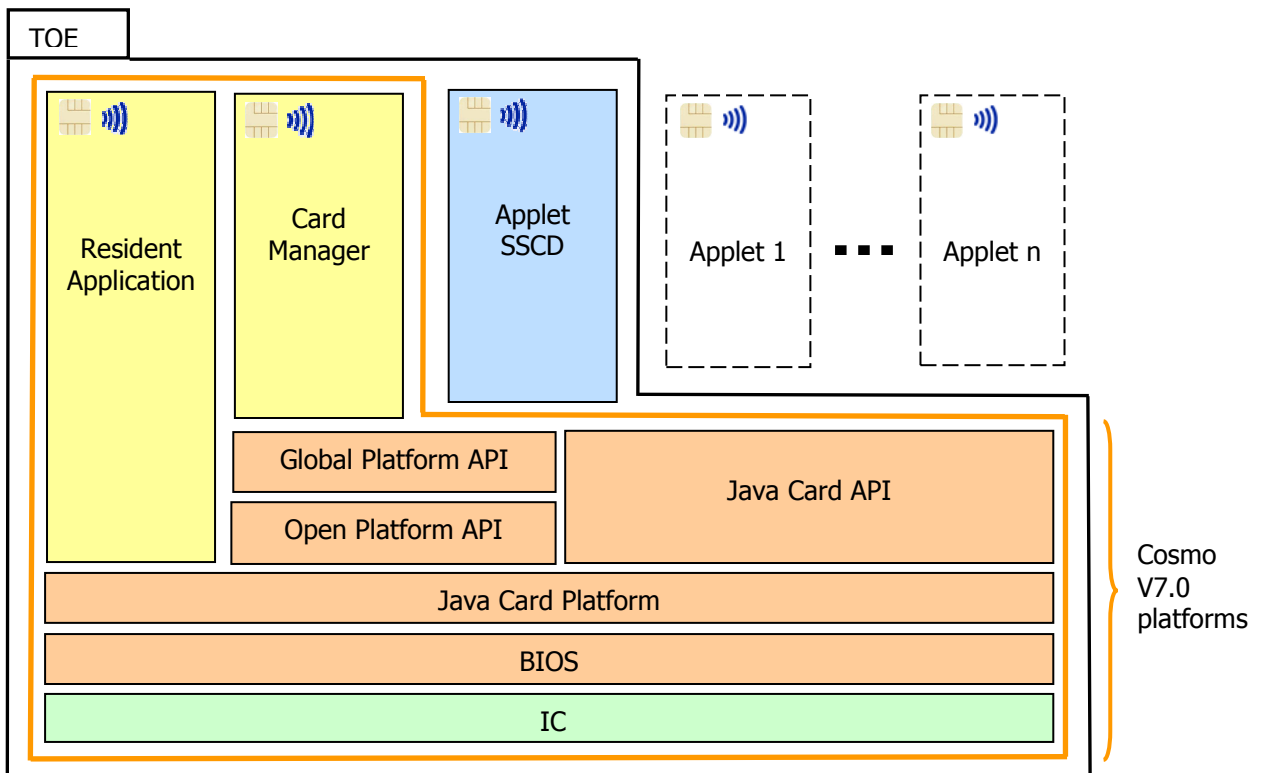 TOE
Resident
Application
Card
Manager
Applet
SSCD
Applet 1
Applet n
Global Platform API
Open Platform API
Java Card API
Java Card Platform
BIOS
IC
Cosmo
V7.0
platforms